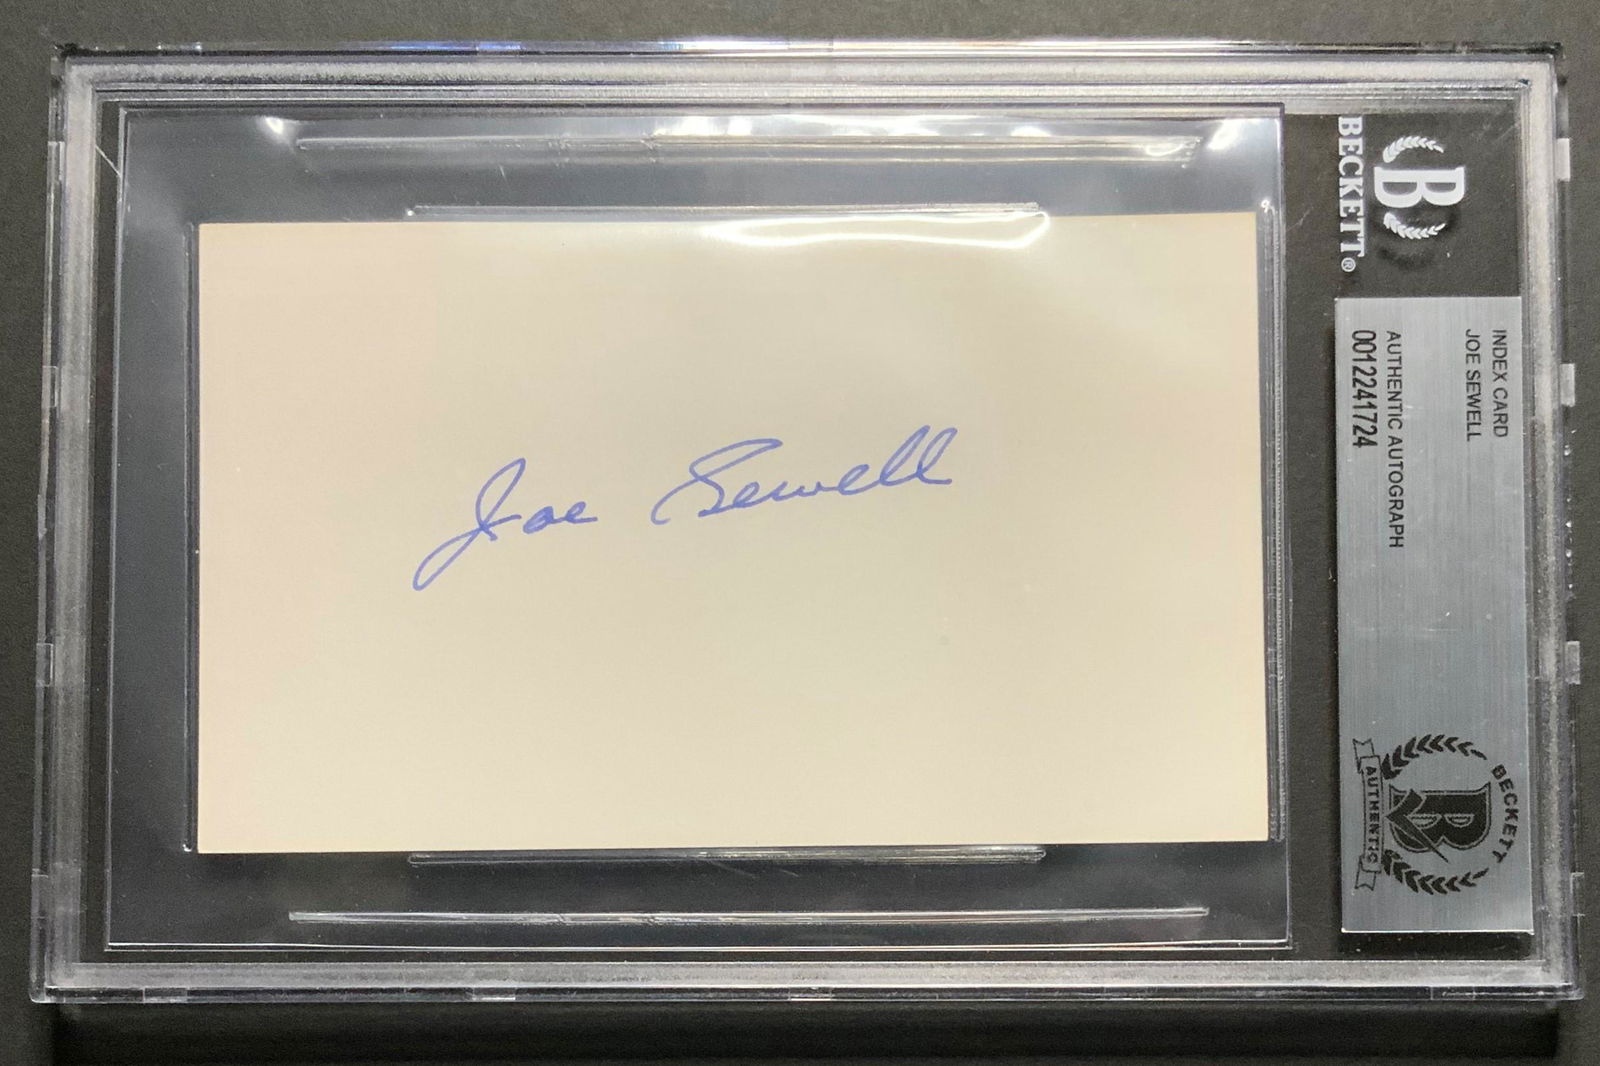 Joe Sewell
B
BECKETT®
INDEX CARD
JOE SEWELL
AUTHENTIC AUTOGRAPH
0012241724
BECKETT
B
AUTHENTIC